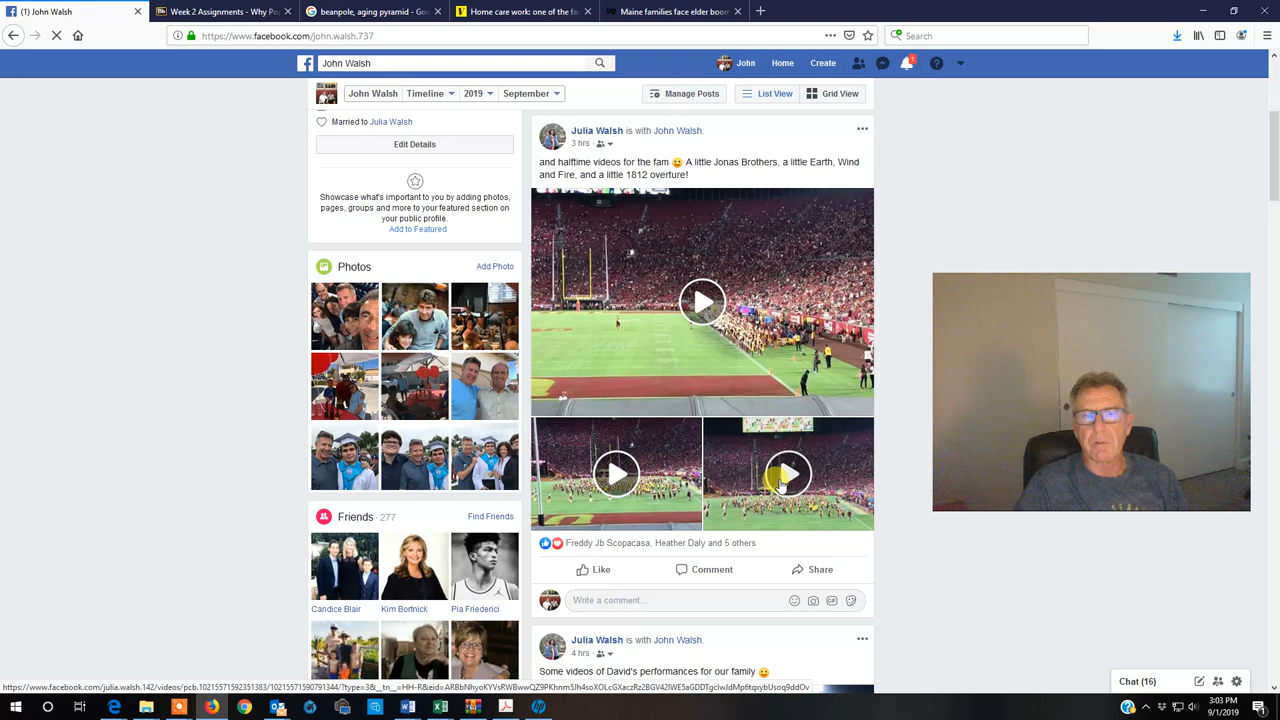 (1) John Walsh
Week 2 Assignments - Why Pop
beanpole, aging pyramid - Goo
Home care work: one of the fas
Maine families face elder boom
https://www.facebook.com/john.walsh.737
Search
John Walsh
John
Home
Create
1
John Walsh
Timeline
2019
September
Manage Posts
List View
Grid View
Married to Julia Walsh
Edit Details
Showcase what's important to you by adding photos,
pages, groups and more to your featured section on
your public profile.
Add to Featured
Photos
Add Photo
Friends · 277
Find Friends
Candice Blair
Kim Bortnick
Pia Friederici
Julia Walsh is with John Walsh.
3 hrs ·
and halftime videos for the fam A little Jonas Brothers, a little Earth, Wind
and Fire, and a little 1812 overture!
Freddy Jb Scopacasa, Heather Daly and 5 others
Like
Comment
Share
Write a comment...
GIF
Julia Walsh is with John Walsh.
4 hrs ·
Some videos of David's performances for our family
Chat (16)
3:03 PM
9/1/2019